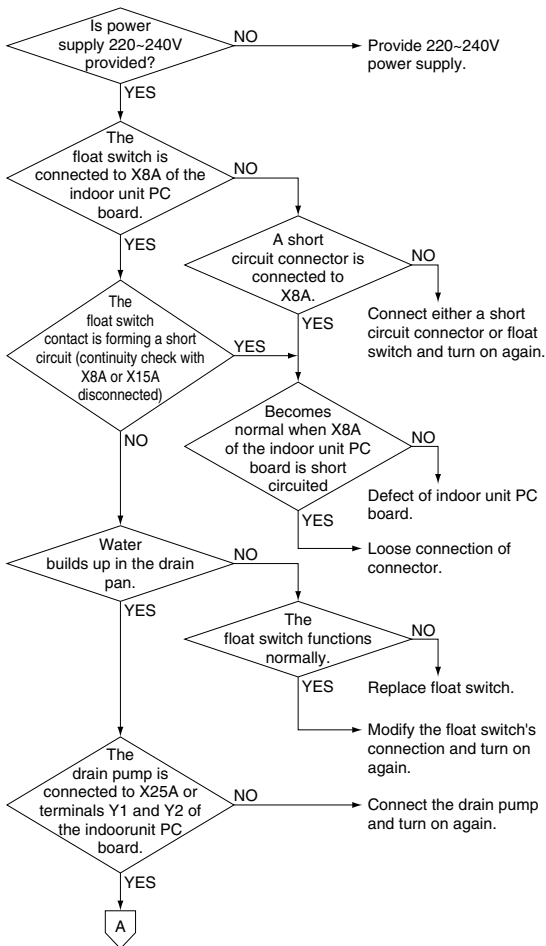 Is power
supply 220~240V
provided?
NO
Provide 220~240V
power supply.
YES
The
float switch is
connected to X8A of the
indoor unit PC
board.
NO
YES
A short
circuit connector is
connected to
X8A.
NO
Connect either a short
circuit connector or float
switch and turn on again.
YES
The
float switch
contact is forming a short
circuit (continuity check with
X8A or X15A
disconnected)
YES
NO
Becomes
normal when X8A
of the indoor unit PC
board is short
circuited
NO
Defect of indoor unit PC
board.
YES
Loose connection of
connector.
Water
builds up in the drain
pan.
NO
YES
The
float switch functions
normally.
NO
Replace float switch.
YES
Modify the float switch's
connection and turn on
again.
The
drain pump is
connected to X25A or
terminals Y1 and Y2 of
the indoorunit PC
board.
NO
Connect the drain pump
and turn on again.
YES
A